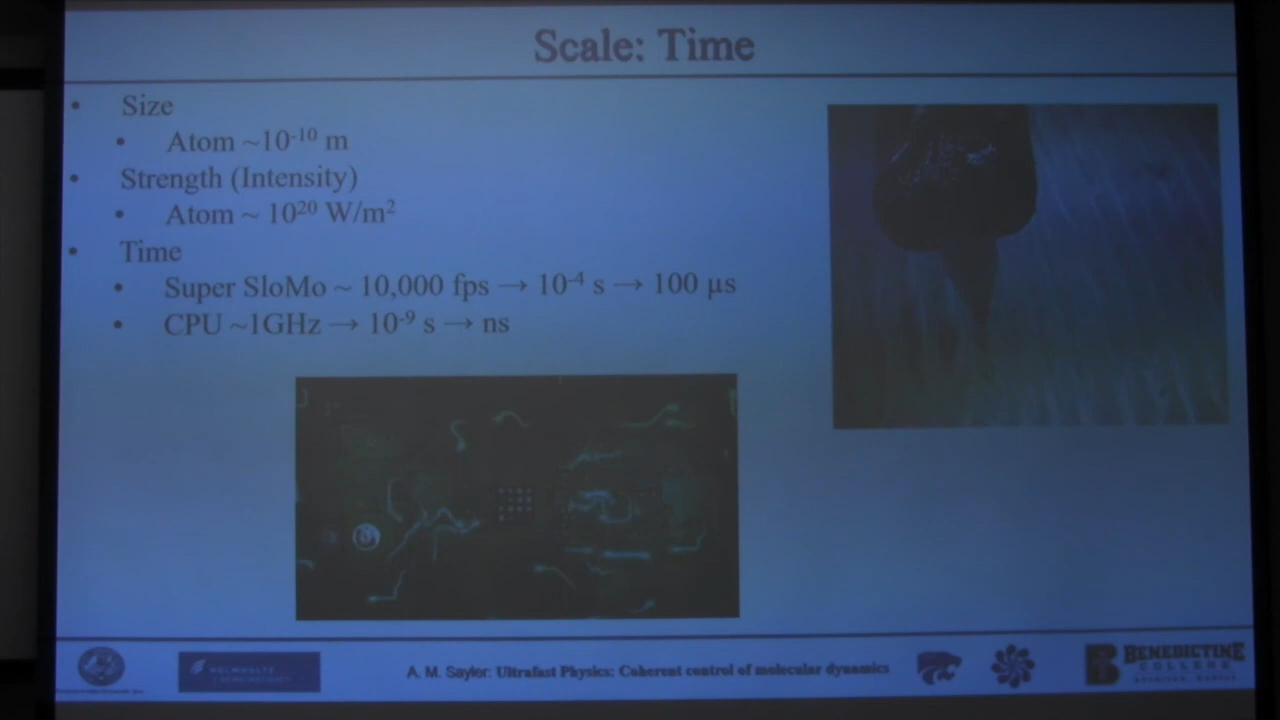 Scale: Time
• Size
• Atom ~10⁻¹⁰ m
• Strength (Intensity)
• Atom ~ 10²⁰ W/m²
• Time
• Super SloMo ~ 10,000 fps → 10⁻⁴ s → 100 µs
• CPU ~1GHz → 10⁻⁹ s → ns
HELMHOLTZ
A. M. Sayler: Ultrafast Physics: Coherent control of molecular dynamics
BENEDICTINE
COLLEGE